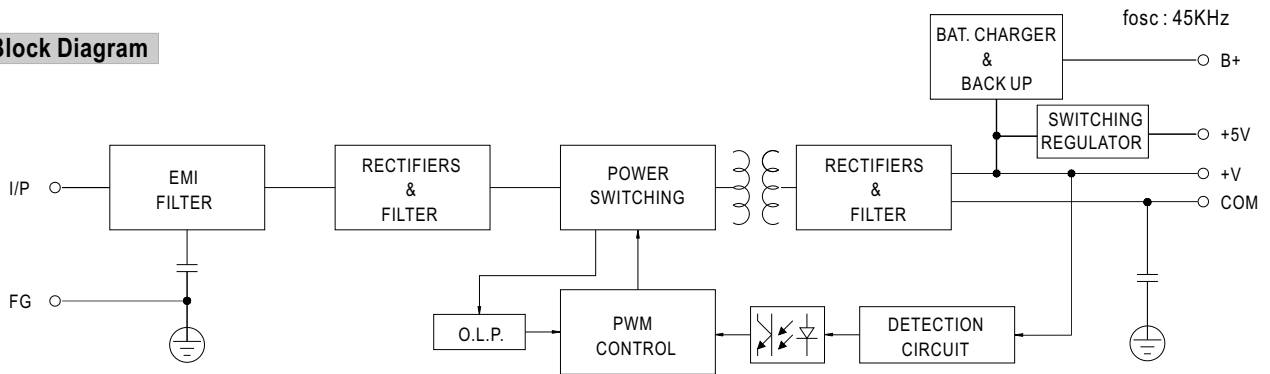 Block Diagram
fosc : 45KHz
BAT. CHARGER
&
BACK UP
B+
SWITCHING
REGULATOR
+5V
I/P
EMI
FILTER
RECTIFIERS
&
FILTER
POWER
SWITCHING
RECTIFIERS
&
FILTER
+V
COM
FG
O.L.P.
PWM
CONTROL
DETECTION
CIRCUIT